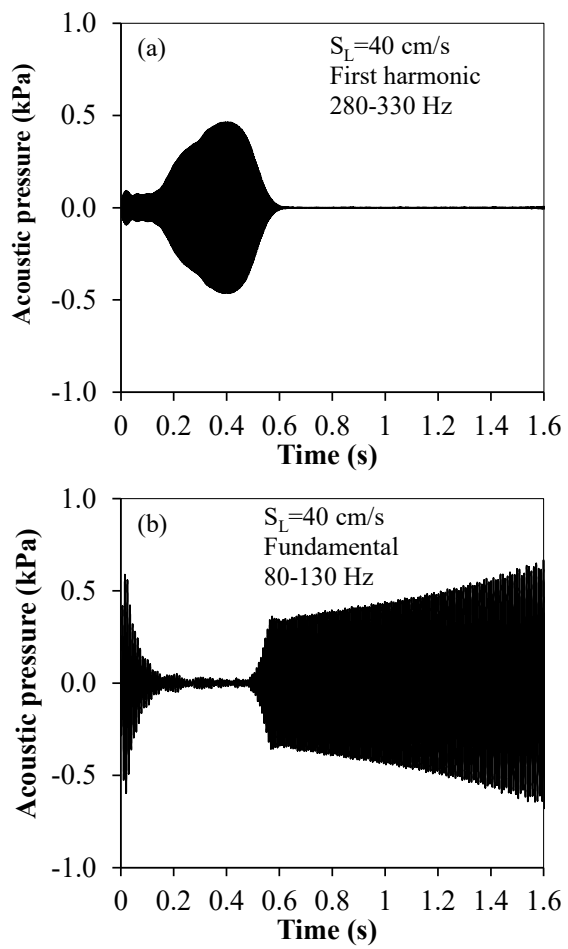 1.0
(a)
S_L=40 cm/s
First harmonic
280-330 Hz
0.5
0.0
-0.5
-1.0
Acoustic pressure (kPa)
0 0.2 0.4 0.6 0.8 1 1.2 1.4 1.6
Time (s)
1.0
(b)
S_L=40 cm/s
Fundamental
80-130 Hz
0.5
0.0
-0.5
-1.0
Acoustic pressure (kPa)
0 0.2 0.4 0.6 0.8 1 1.2 1.4 1.6
Time (s)